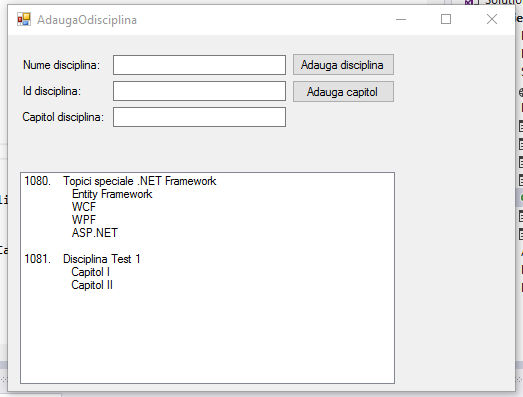 AdaugaOdisciplina
Nume disciplina:
Adauga disciplina
Id disciplina:
Adauga capitol
Capitol disciplina:
1080. Topici speciale .NET Framework
Entity Framework
WCF
WPF
ASP.NET
1081. Disciplina Test 1
Capitol I
Capitol II